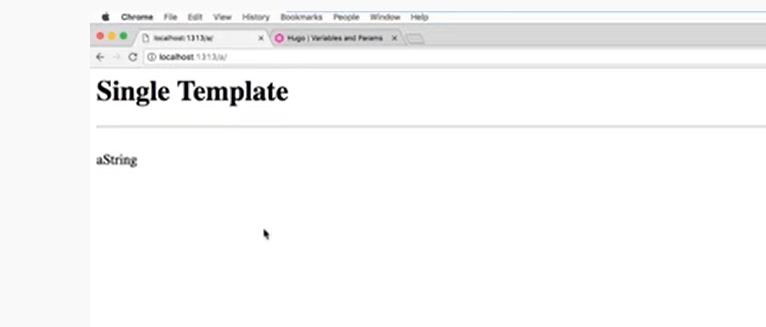 Chrome File Edit View History Bookmarks People Window Help
localhost:1313/a/ Hugo | Variables and Params
localhost:1313/a/
Single Template
aString